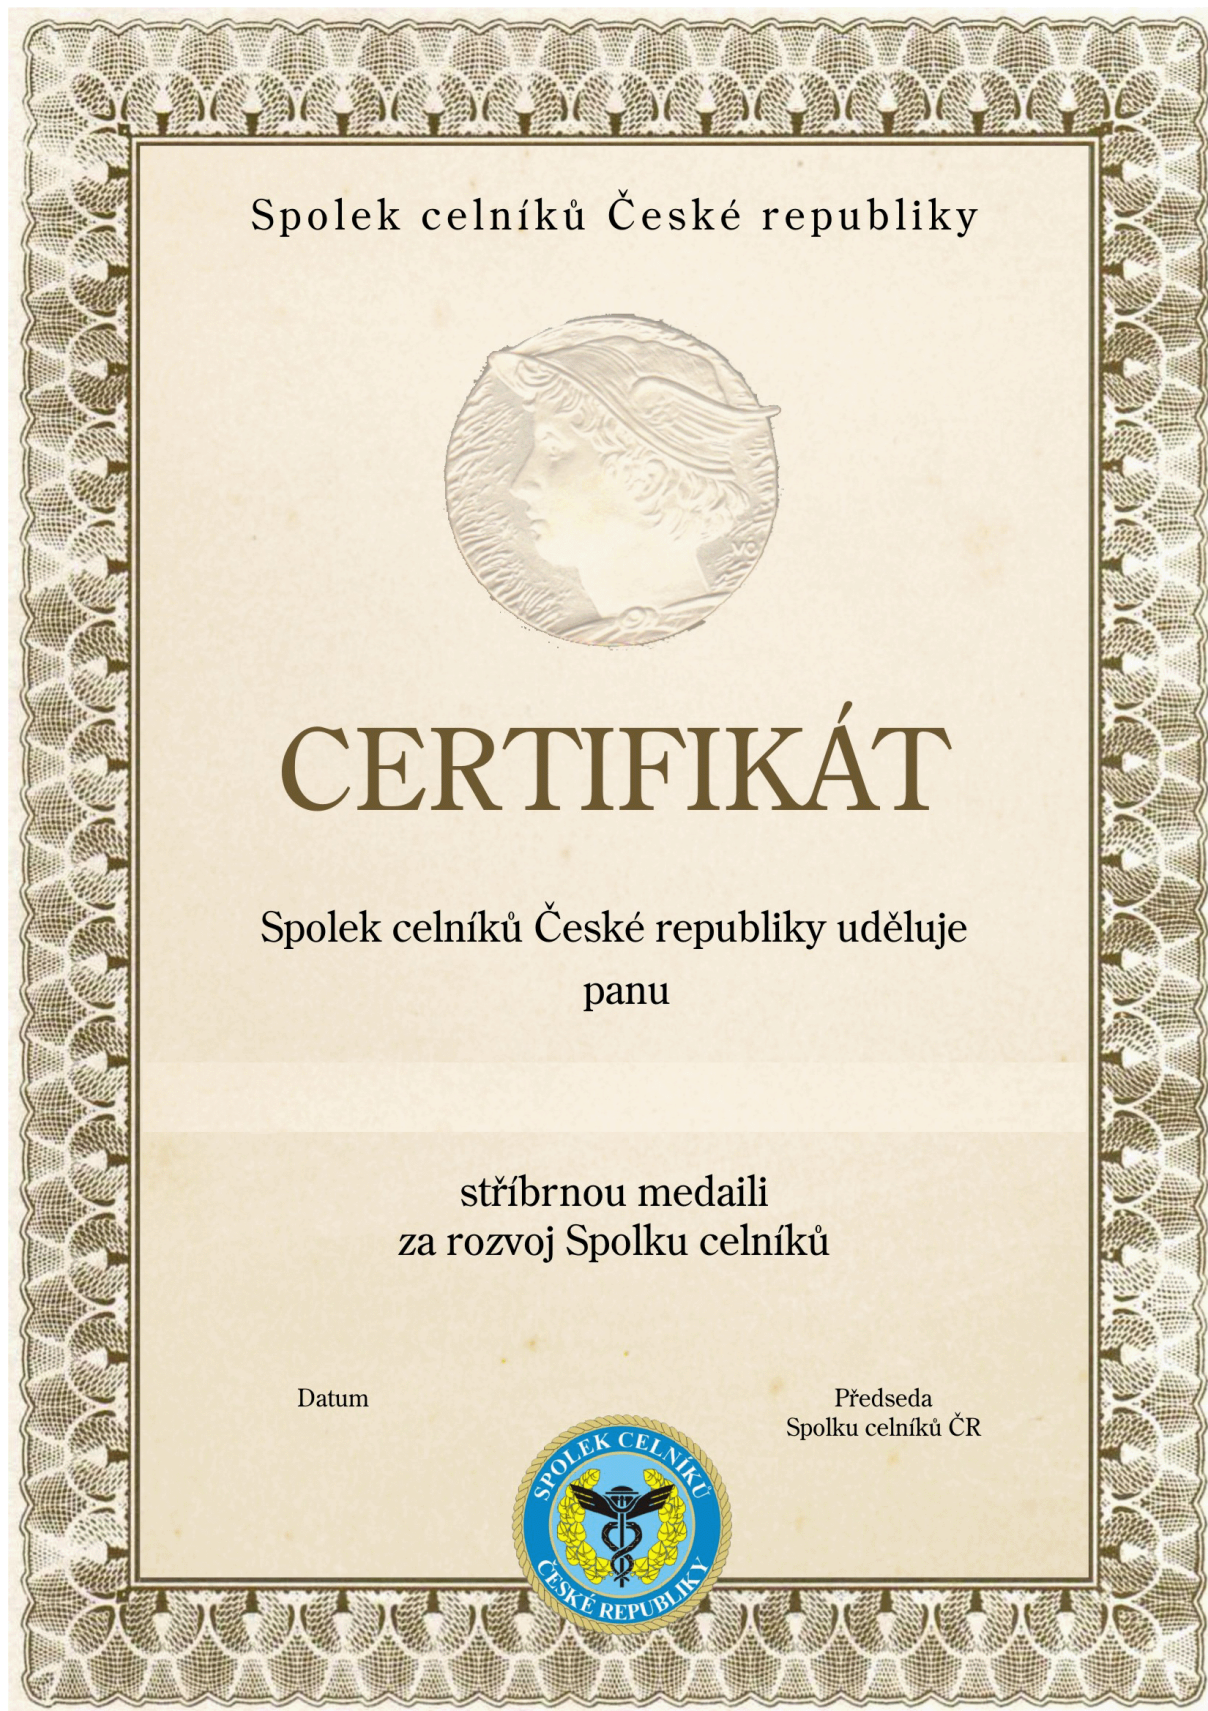 Spolek celníků České republiky
VO
CERTIFIKÁT
Spolek celníků České republiky uděluje
panu
stříbrnou medaili
za rozvoj Spolku celníků
Datum
Předseda
Spolku celníků ČR
SPOLEK CELNÍKŮ
ČESKÉ REPUBLIKY